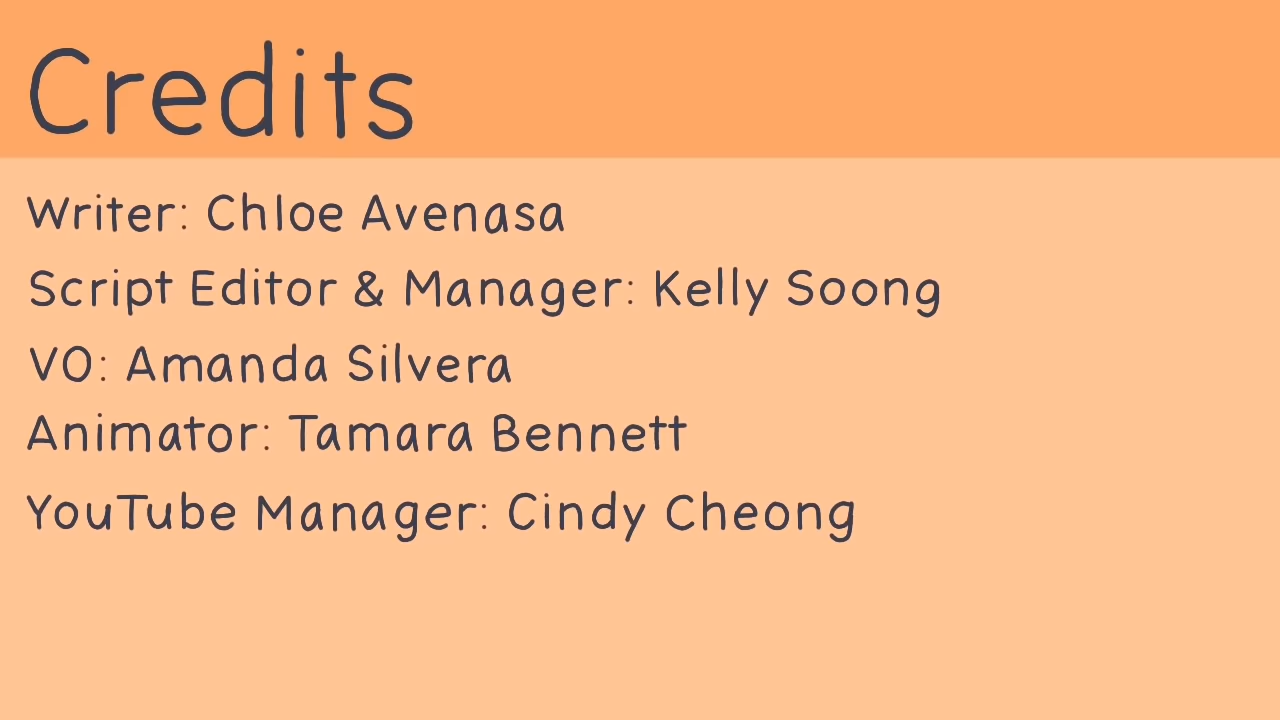 Credits
Writer: Chloe Avenasa
Script Editor & Manager: Kelly Soong
VO: Amanda Silvera
Animator: Tamara Bennett
YouTube Manager: Cindy Cheong